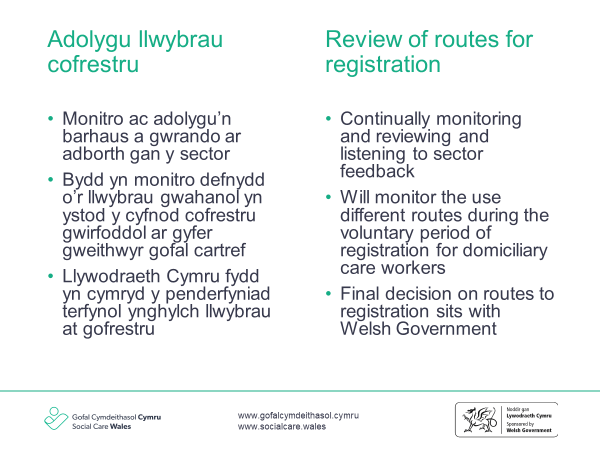 Adolygu llwybrau
cofrestru
• Monitro ac adolygu’n
barhaus a gwrando ar
adborth gan y sector
• Bydd yn monitro defnydd
o’r llwybrau gwahanol yn
ystod y cyfnod cofrestru
gwirfoddol ar gyfer
gweithwyr gofal cartref
• Llywodraeth Cymru fydd
yn cymryd y penderfyniad
terfynol ynghylch llwybrau
at gofrestru
Review of routes for
registration
• Continually monitoring
and reviewing and
listening to sector
feedback
• Will monitor the use
different routes during the
voluntary period of
registration for domiciliary
care workers
• Final decision on routes to
registration sits with
Welsh Government
Gofal Cymdeithasol Cymru
Social Care Wales
www.gofalcymdeithasol.cymru
www.socialcare.wales
Noddir gan
Lywodraeth Cymru
Sponsored by
Welsh Government